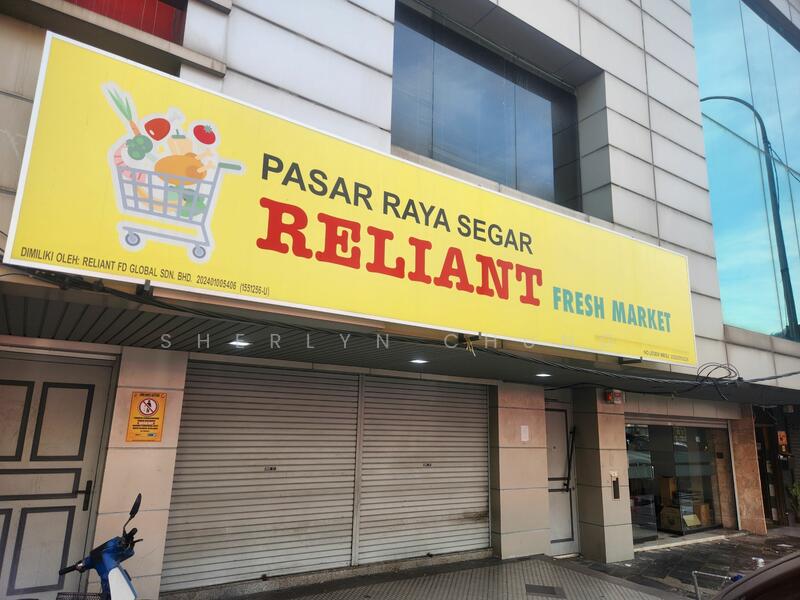 PASAR RAYA SEGAR
RELIANT FRESH MARKET
DIMILIKI OLEH: RELIANT FD GLOBAL SDN. BHD. 202401005406 (1551256-U)
SHERLYN